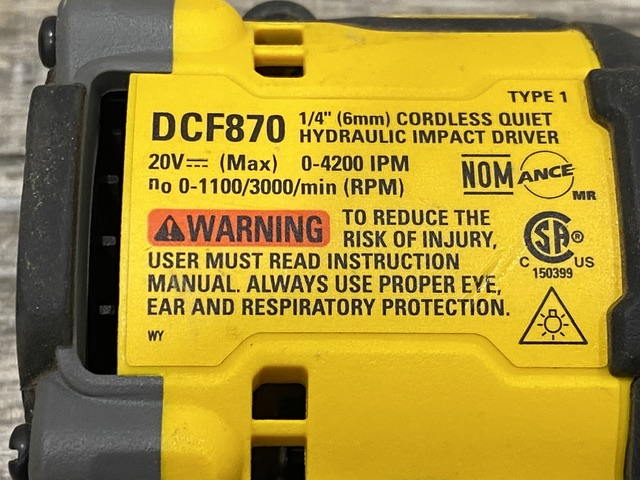 TYPE 1
DCF870 1/4" (6mm) CORDLESS QUIET
HYDRAULIC IMPACT DRIVER
20V⎓ (Max) 0-4200 IPM
no 0-1100/3000/min (RPM)
NOM ANCE MR
⚠WARNING TO REDUCE THE
RISK OF INJURY,
USER MUST READ INSTRUCTION
MANUAL. ALWAYS USE PROPER EYE,
EAR AND RESPIRATORY PROTECTION.
SA ®
C US
150399
WY